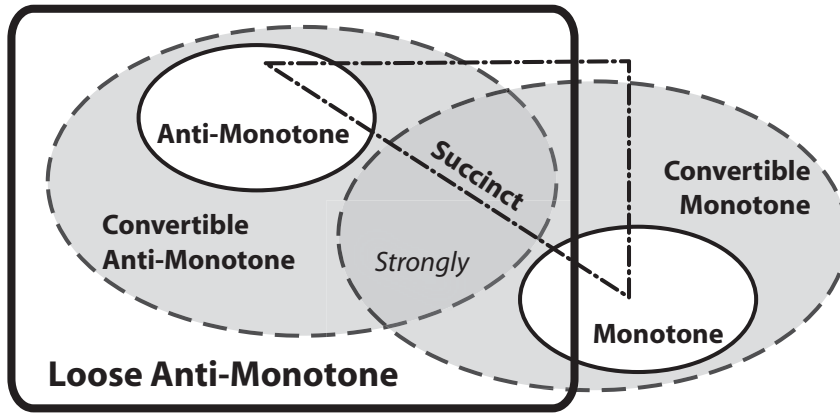 Anti-Monotone
Succinct
Convertible
Monotone
Convertible
Anti-Monotone
Strongly
Monotone
Loose Anti-Monotone